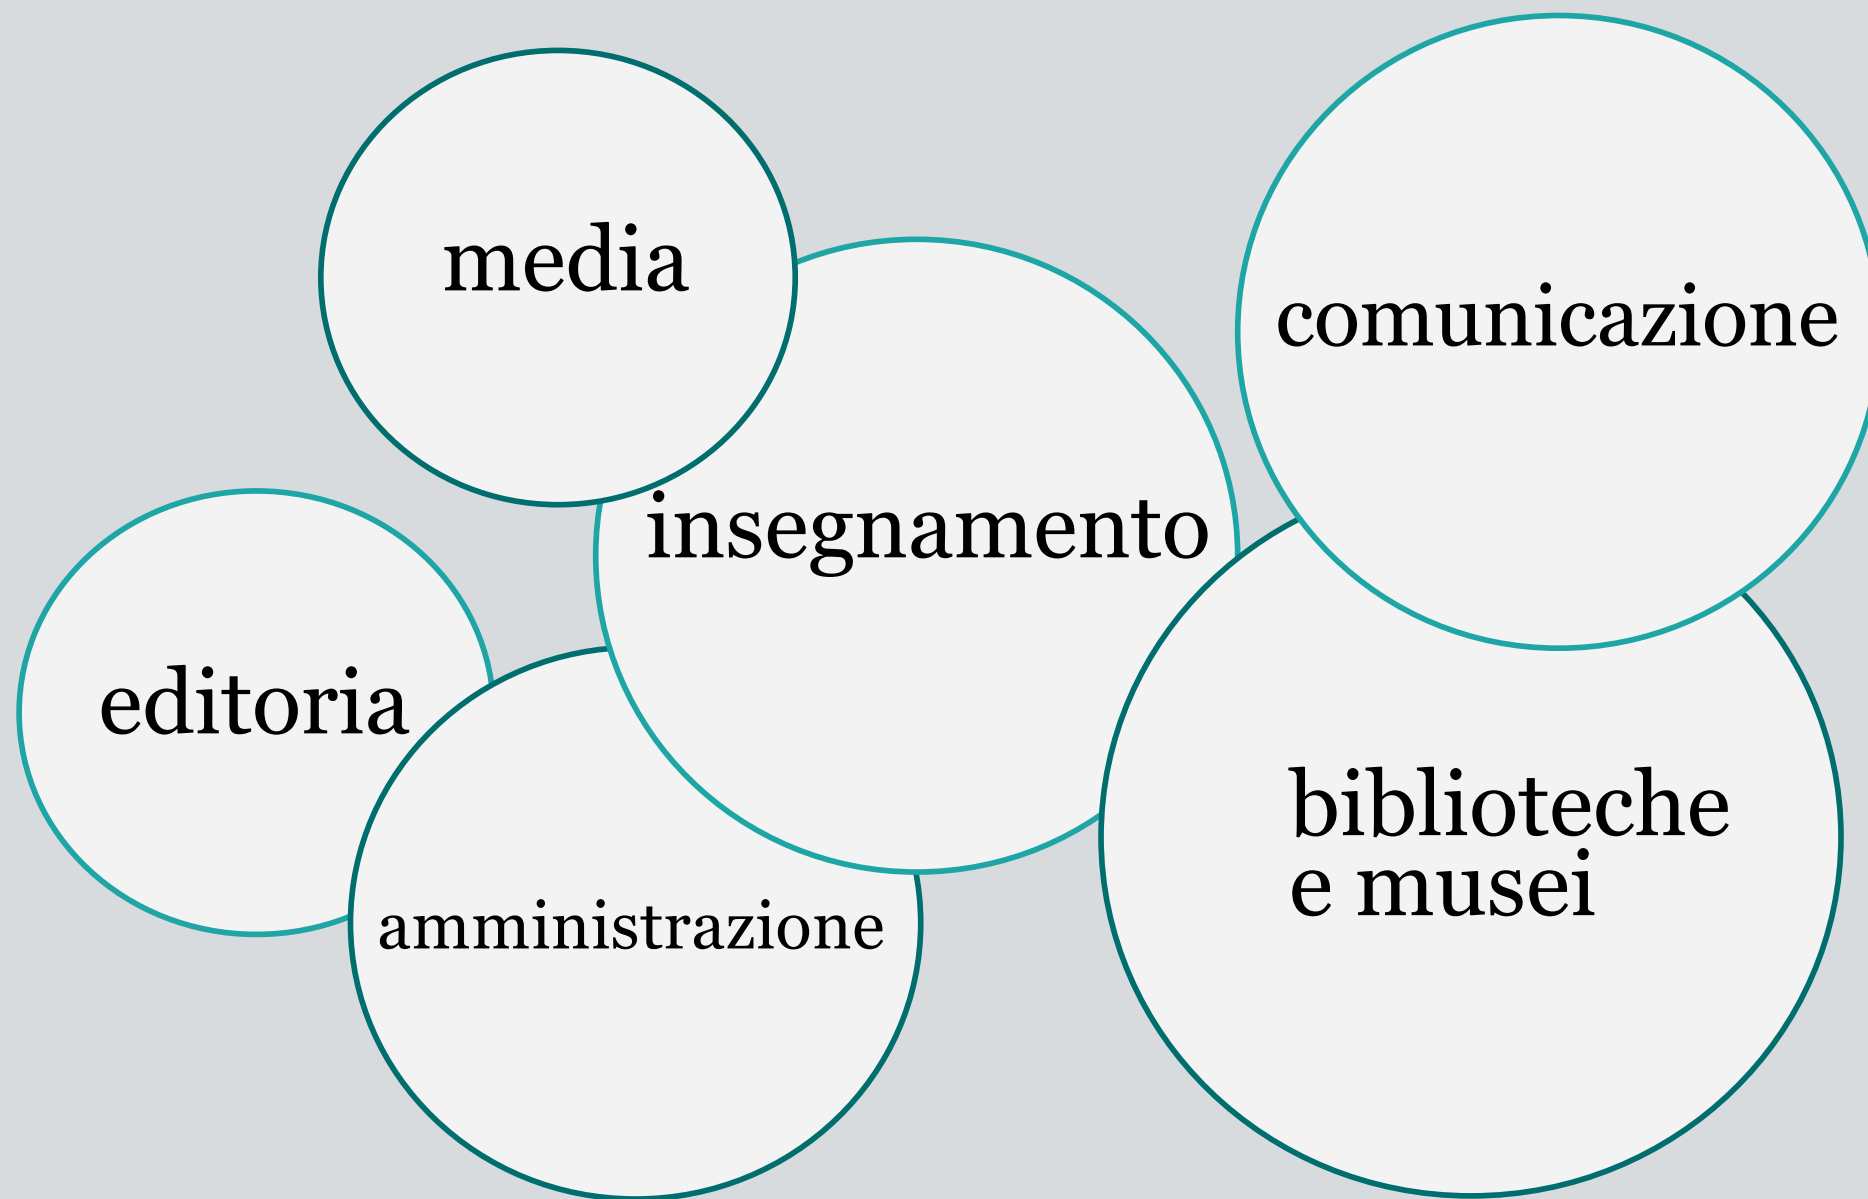 media
comunicazione
insegnamento
editoria
biblioteche
e musei
amministrazione